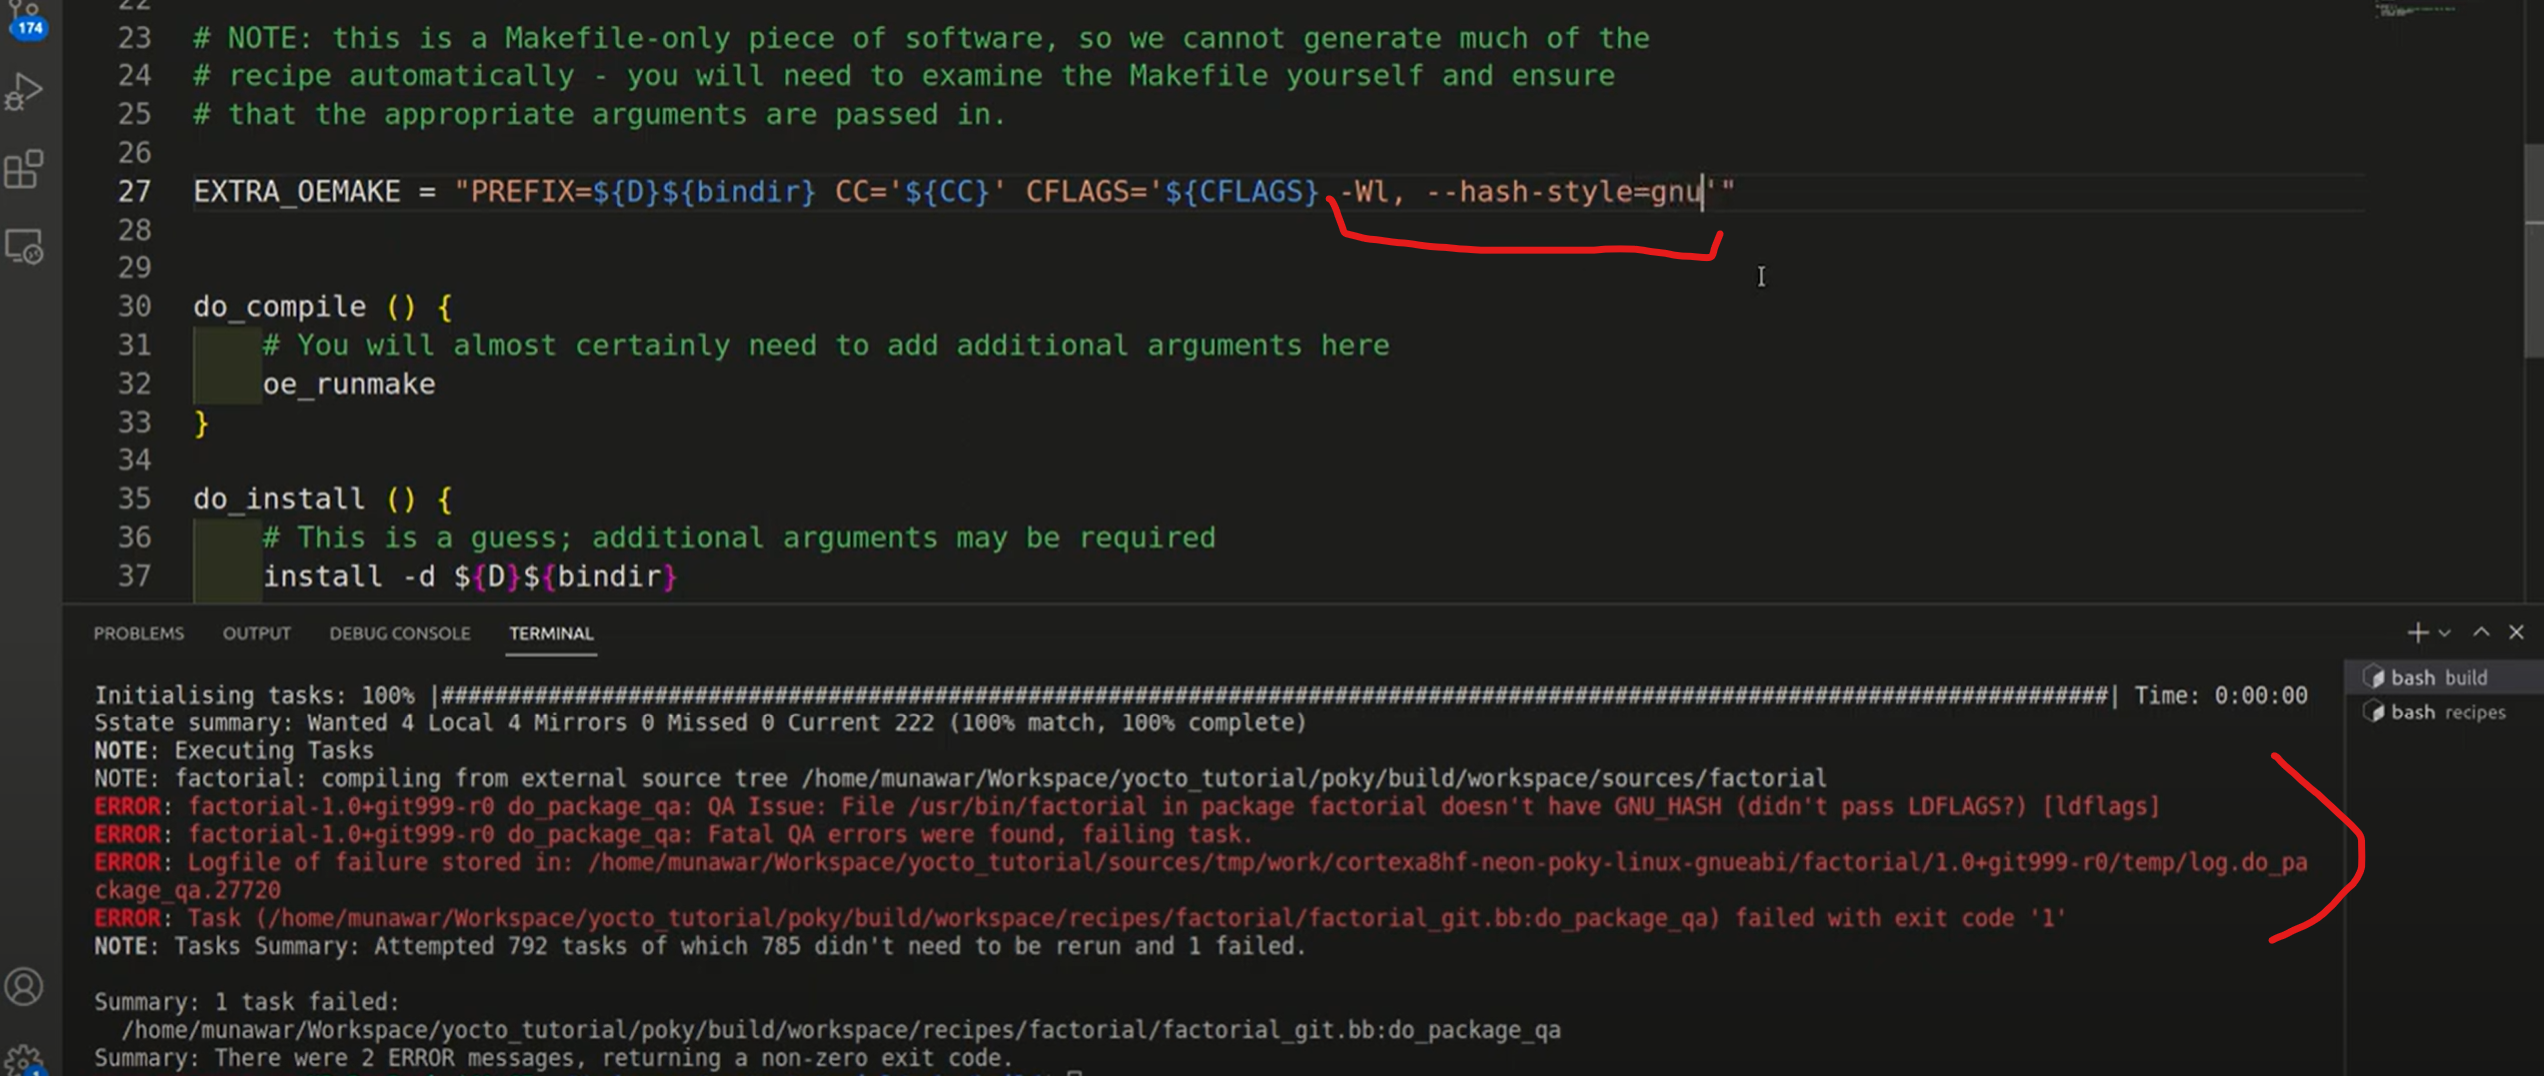 174
22
23 # NOTE: this is a Makefile-only piece of software, so we cannot generate much of the
24 # recipe automatically - you will need to examine the Makefile yourself and ensure
25 # that the appropriate arguments are passed in.
26
27 EXTRA_OEMAKE = "PREFIX=${D}${bindir} CC='${CC}' CFLAGS='${CFLAGS} -Wl, --hash-style=gnu'"
28
29
30 do_compile () {
31 # You will almost certainly need to add additional arguments here
32 oe_runmake
33 }
34
35 do_install () {
36 # This is a guess; additional arguments may be required
37 install -d ${D}${bindir}
PROBLEMS OUTPUT DEBUG CONSOLE TERMINAL
Initialising tasks: 100% |################################################################################################################################| Time: 0:00:00
Sstate summary: Wanted 4 Local 4 Mirrors 0 Missed 0 Current 222 (100% match, 100% complete)
NOTE: Executing Tasks
NOTE: factorial: compiling from external source tree /home/munawar/Workspace/yocto_tutorial/poky/build/workspace/sources/factorial
ERROR: factorial-1.0+git999-r0 do_package_qa: QA Issue: File /usr/bin/factorial in package factorial doesn't have GNU_HASH (didn't pass LDFLAGS?) [ldflags]
ERROR: factorial-1.0+git999-r0 do_package_qa: Fatal QA errors were found, failing task.
ERROR: Logfile of failure stored in: /home/munawar/Workspace/yocto_tutorial/sources/tmp/work/cortexa8hf-neon-poky-linux-gnueabi/factorial/1.0+git999-r0/temp/log.do_pa
ckage_qa.27720
ERROR: Task (/home/munawar/Workspace/yocto_tutorial/poky/build/workspace/recipes/factorial/factorial_git.bb:do_package_qa) failed with exit code '1'
NOTE: Tasks Summary: Attempted 792 tasks of which 785 didn't need to be rerun and 1 failed.
Summary: 1 task failed:
/home/munawar/Workspace/yocto_tutorial/poky/build/workspace/recipes/factorial/factorial_git.bb:do_package_qa
Summary: There were 2 ERROR messages, returning a non-zero exit code.
bash build
bash recipes